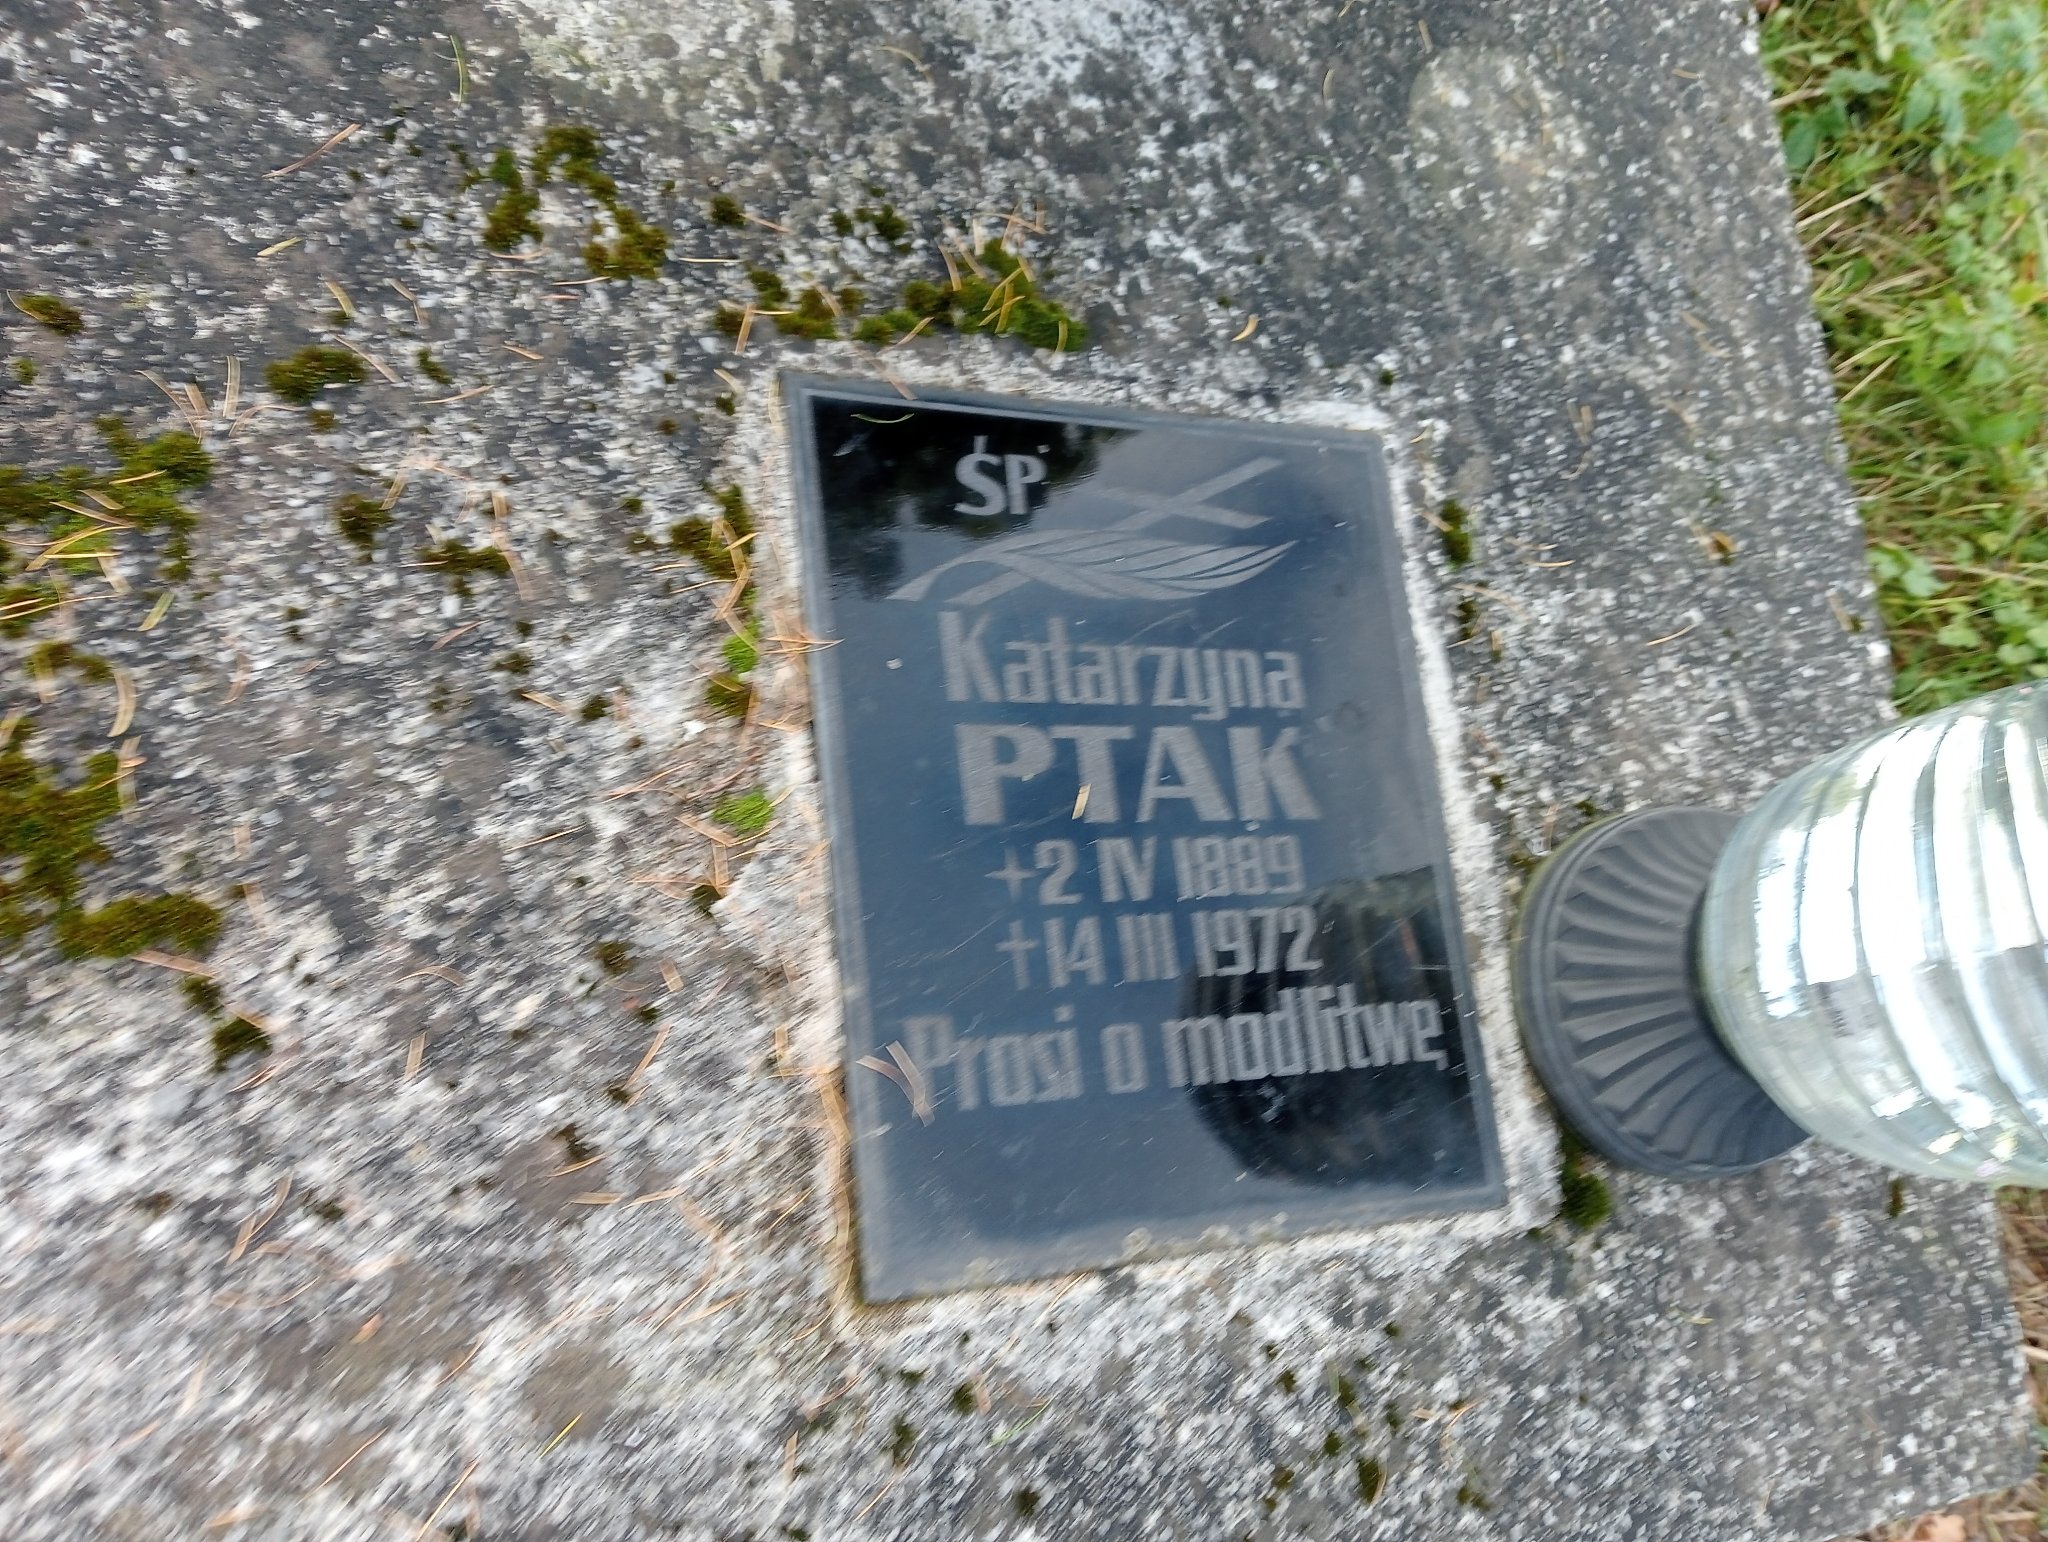 ŚP.
Katarzyna
PTAK
+ 2 IV 1889
† 14 III 1972
Prosi o modlitwę